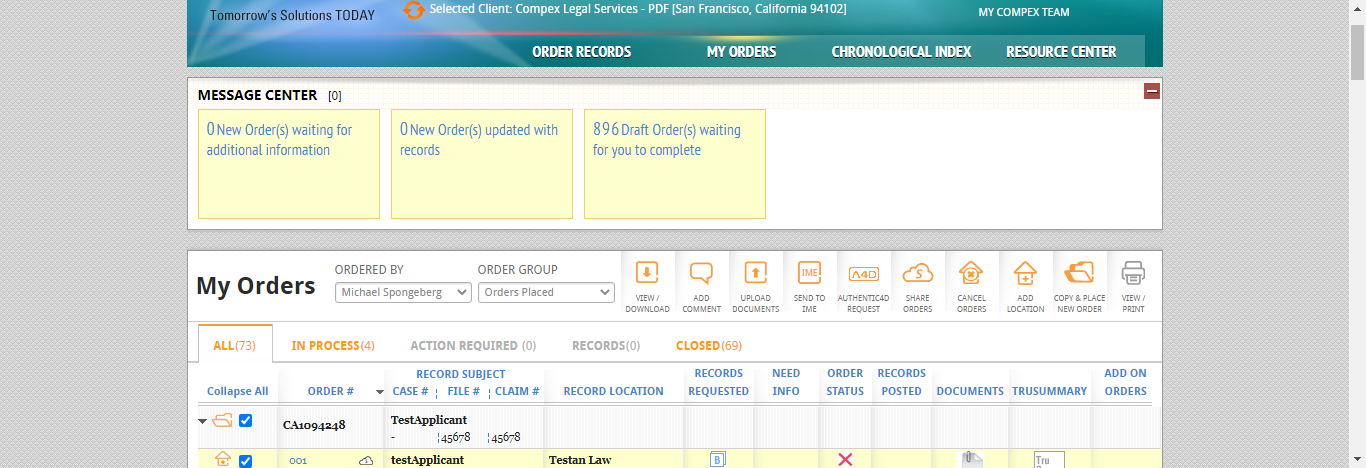 Tomorrow's Solutions TODAY
Selected Client: Compex Legal Services - PDF [San Francisco, California 94102]
MY COMPEX TEAM
ORDER RECORDS MY ORDERS CHRONOLOGICAL INDEX RESOURCE CENTER
MESSAGE CENTER [0]
0 New Order(s) waiting for
additional information
0 New Order(s) updated with
records
896 Draft Order(s) waiting
for you to complete
My Orders
ORDERED BY
Michael Spongeberg
ORDER GROUP
Orders Placed
VIEW /
DOWNLOAD
ADD
COMMENT
UPLOAD
DOCUMENTS
IME
SEND TO
IME
A4D
AUTHENTIC4D
REQUEST
S
SHARE
ORDERS
CANCEL
ORDERS
ADD
LOCATION
COPY & PLACE
NEW ORDER
VIEW /
PRINT
ALL(73) IN PROCESS(4) ACTION REQUIRED (0) RECORDS(0) CLOSED(69)
Collapse All
ORDER #
RECORD SUBJECT
CASE # FILE # CLAIM #
RECORD LOCATION
RECORDS
REQUESTED
NEED
INFO
ORDER
STATUS
RECORDS
POSTED
DOCUMENTS
TRUSUMMARY
ADD ON
ORDERS
CA1094248
TestApplicant
- 45678 45678
001
testApplicant
Testan Law
B
Tru